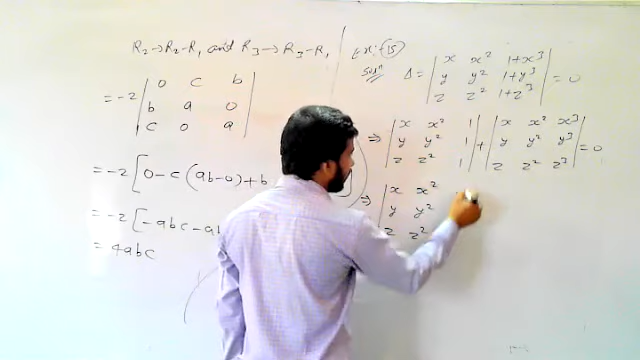 R₂→R₂-R₁ and R₃→R₃-R₁
= -2 | 0 c b |
| b a 0 |
| c 0 a |
= -2 [ 0 - c (ab-0) + b
= -2 [ -abc - ab
= 4abc
Ex:- (15)
Solⁿ Δ = | x x² 1+x³ |
| y y² 1+y³ | = 0
| z z² 1+z³ |
⇒ | x x² 1 | + | x x² x³ |
| y y² 1 | + | y y² y³ | = 0
| z z² 1 | | z z² z³ |
⇒ | x x²
| y y²
| z z²